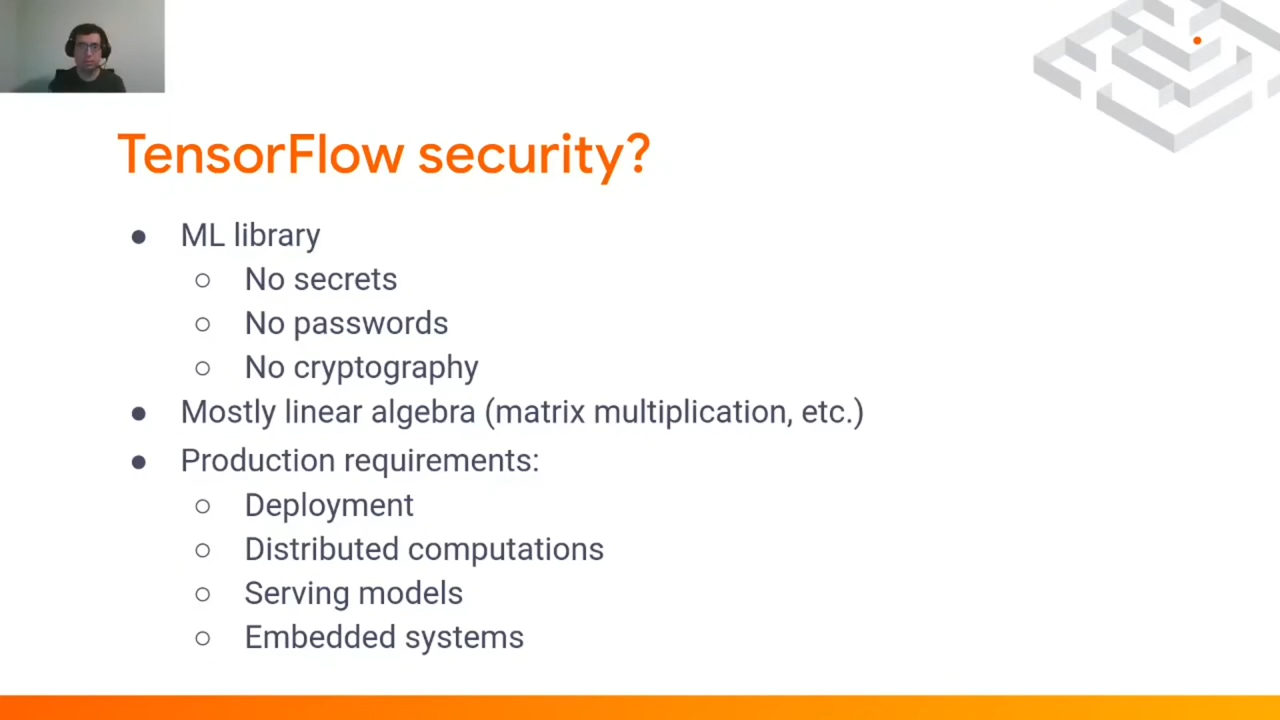 TensorFlow security?
● ML library
○ No secrets
○ No passwords
○ No cryptography
● Mostly linear algebra (matrix multiplication, etc.)
● Production requirements:
○ Deployment
○ Distributed computations
○ Serving models
○ Embedded systems